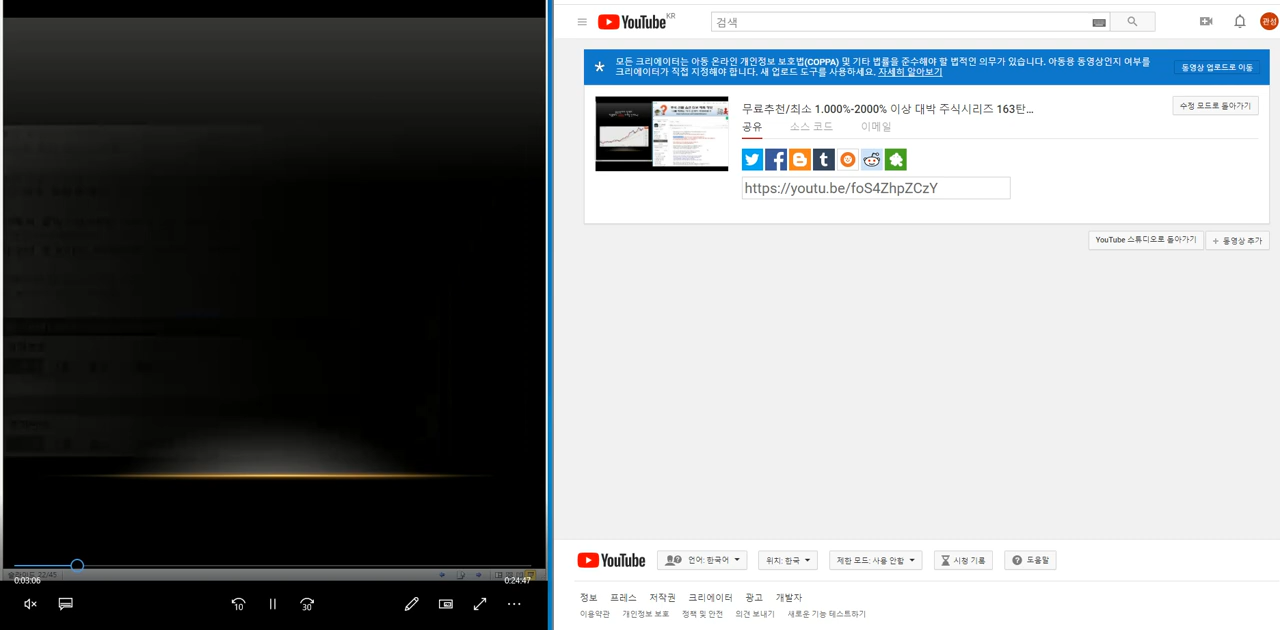 슬라이드 32/45
0:03:06
0:24:47
10
30
YouTube KR
검색
관성
모든 크리에이터는 아동 온라인 개인정보 보호법(COPPA) 및 기타 법률을 준수해야 할 법적인 의무가 있습니다. 아동용 동영상인지 여부를
크리에이터가 직접 지정해야 합니다. 새 업로드 도구를 사용하세요. 자세히 알아보기
동영상 업로드로 이동
무료추천/최소 1.000%-2000% 이상 대박 주식시리즈 163탄...
수정 모드로 돌아가기
공유 소스 코드 이메일
https://youtu.be/foS4ZhpZCzY
YouTube 스튜디오로 돌아가기
+ 동영상 추가
YouTube 언어: 한국어 위치: 한국 제한 모드: 사용 안함 시청 기록 도움말
정보 프레스 저작권 크리에이터 광고 개발자
이용약관 개인정보 보호 정책 및 안전 의견 보내기 새로운 기능 테스트하기